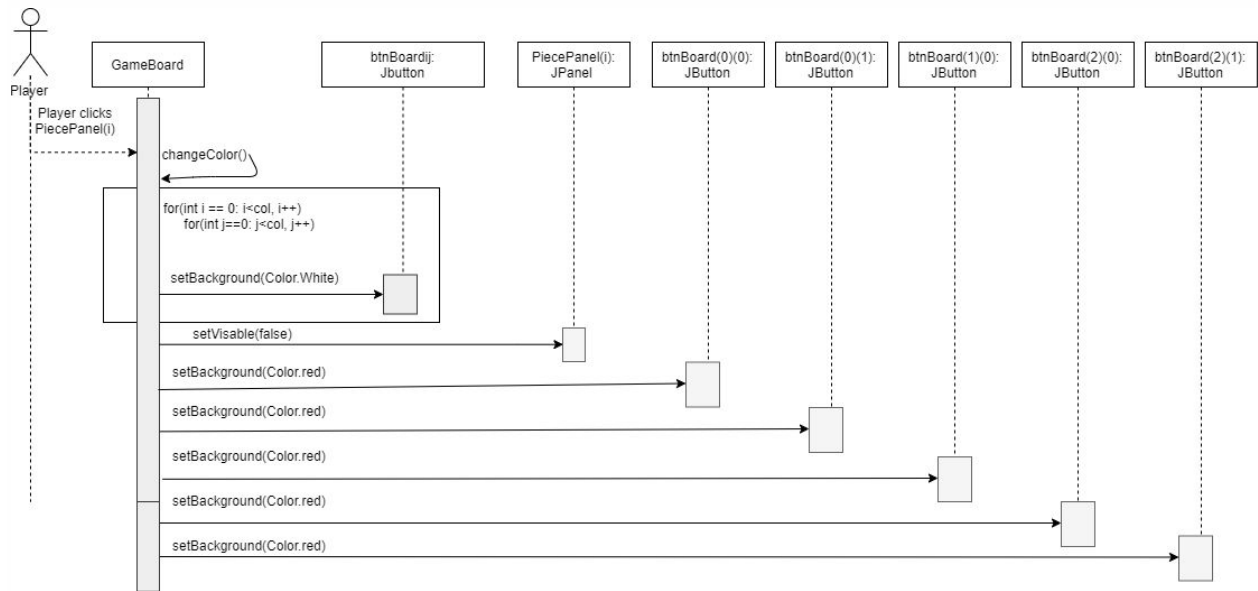 Player
GameBoard
btnBoardij:
Jbutton
PiecePanel(i):
JPanel
btnBoard(0)(0):
JButton
btnBoard(0)(1):
JButton
btnBoard(1)(0):
JButton
btnBoard(2)(0):
JButton
btnBoard(2)(1):
JButton
Player clicks
PiecePanel(i)
changeColor()
for(int i == 0: i<col, i++)
for(int j==0: j<col, j++)
setBackground(Color.White)
setVisable(false)
setBackground(Color.red)
setBackground(Color.red)
setBackground(Color.red)
setBackground(Color.red)
setBackground(Color.red)